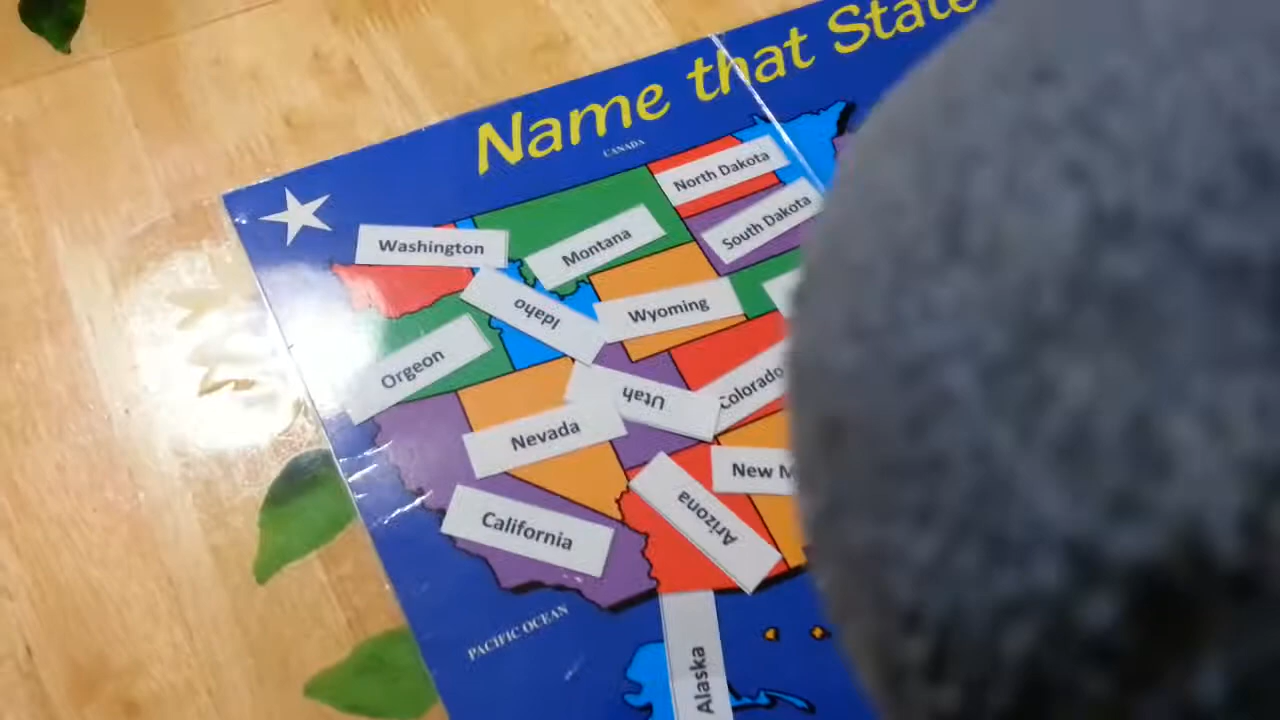 Name that State
CANADA
North Dakota
Washington
Montana
South Dakota
Idaho
Wyoming
Orgeon
Colorado
Utah
Nevada
New
Arizona
California
PACIFIC OCEAN
Alaska